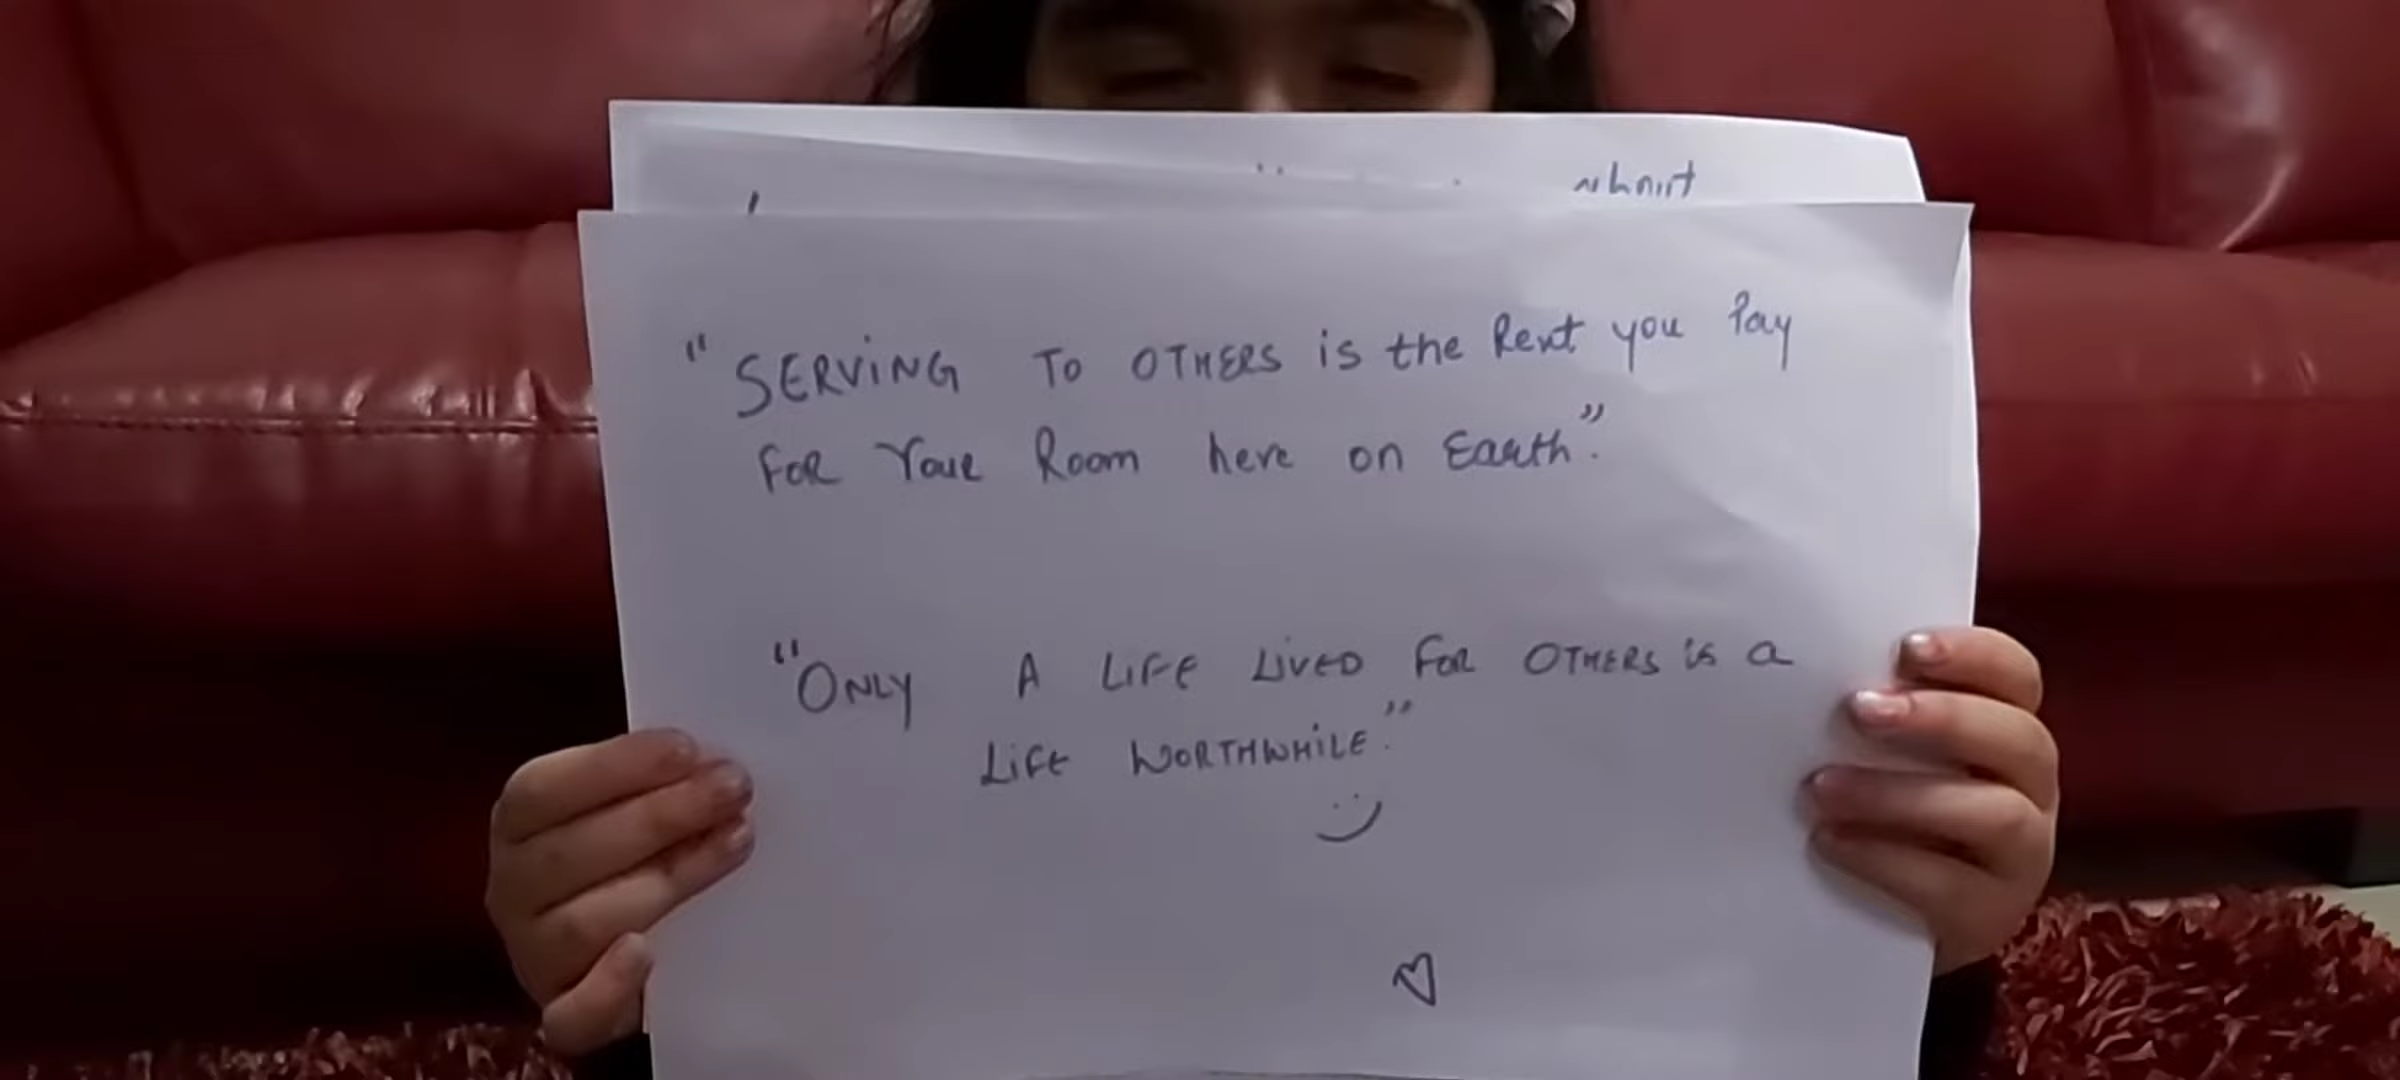 "SERVING TO OTHERS is the Rent you Pay
FOR Your Room here on Earth".
"ONLY A LIFE LIVED FOR OTHERS is a
LIFE WORTHWHILE."